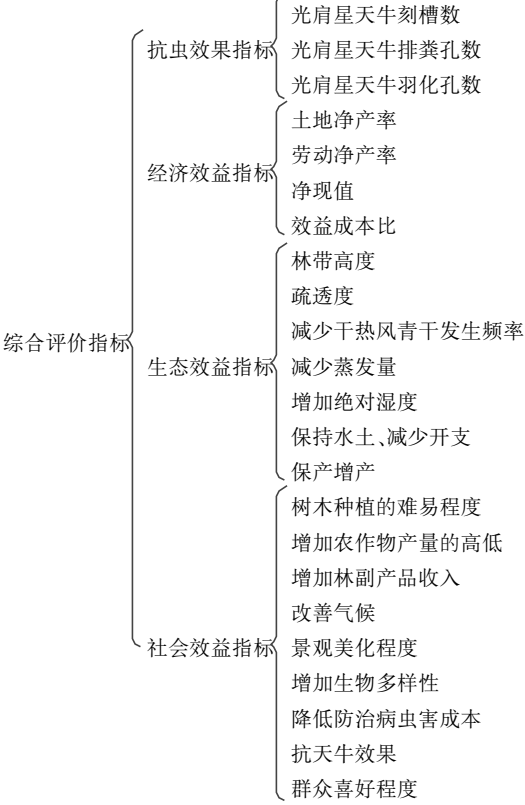 综合评价指标
抗虫效果指标
光肩星天牛刻槽数
光肩星天牛排粪孔数
光肩星天牛羽化孔数
经济效益指标
土地净产率
劳动净产率
净现值
效益成本比
生态效益指标
林带高度
疏透度
减少干热风青干发生频率
减少蒸发量
增加绝对湿度
保持水土、减少开支
保产增产
社会效益指标
树木种植的难易程度
增加农作物产量的高低
增加林副产品收入
改善气候
景观美化程度
增加生物多样性
降低防治病虫害成本
抗天牛效果
群众喜好程度